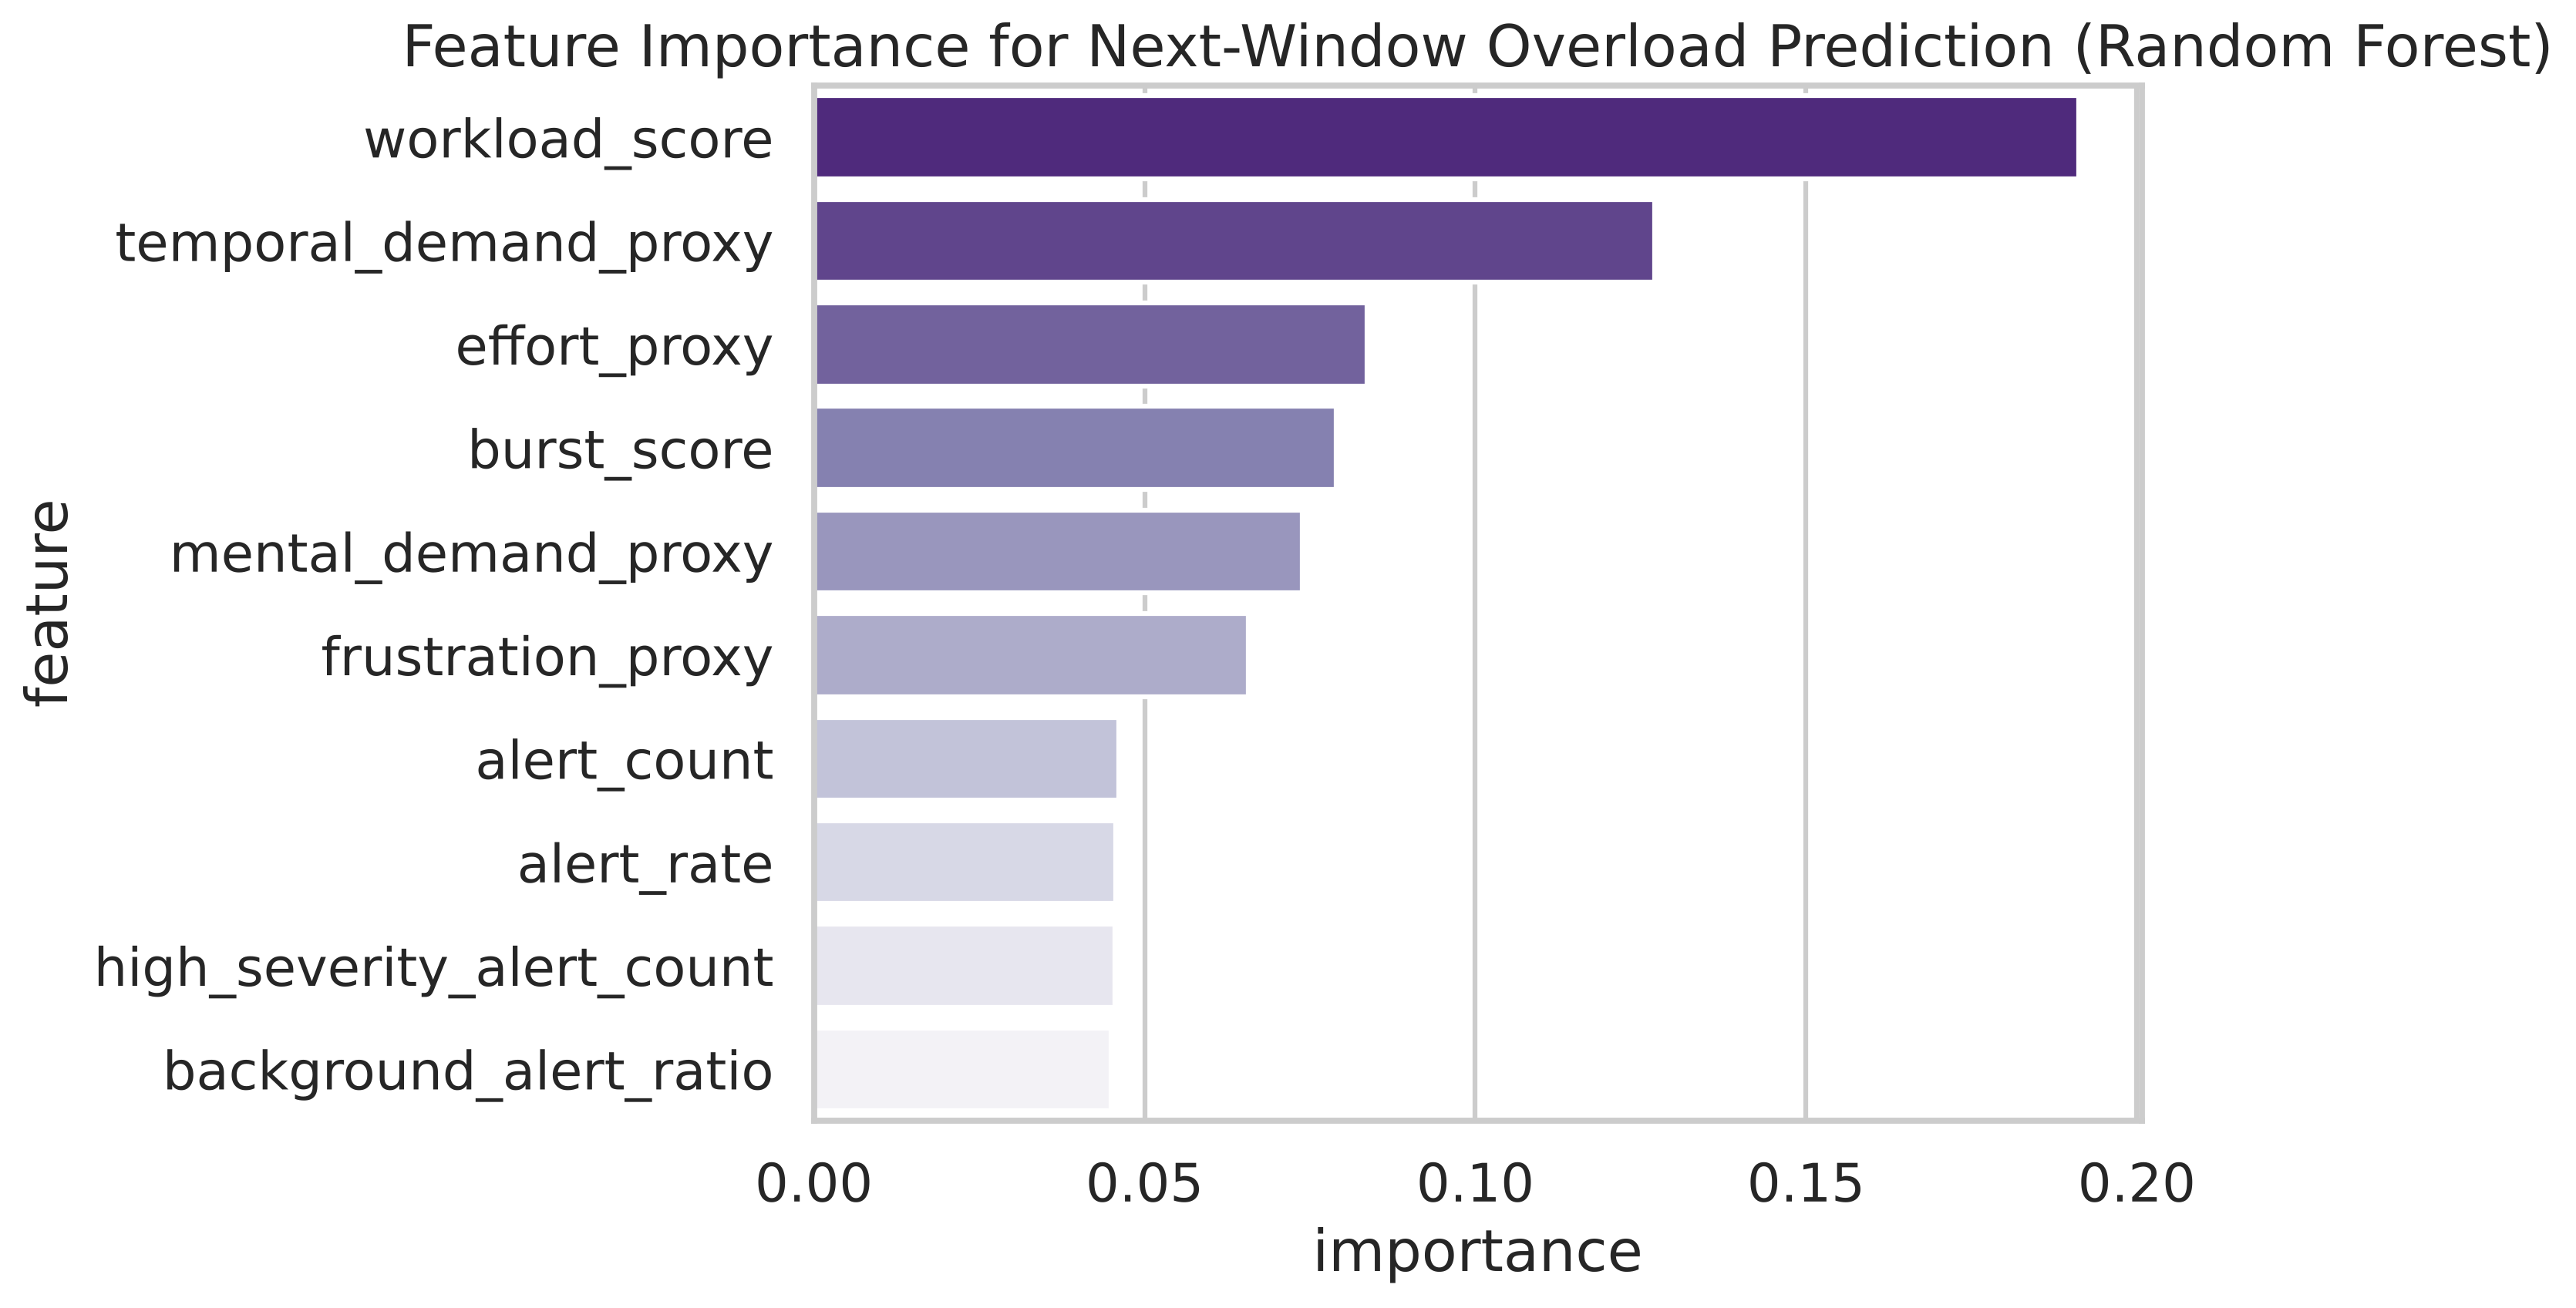 Feature Importance for Next-Window Overload Prediction (Random Forest)
workload_score
temporal_demand_proxy
effort_proxy
burst_score
mental_demand_proxy
frustration_proxy
alert_count
alert_rate
high_severity_alert_count
background_alert_ratio
feature
0.00 0.05 0.10 0.15 0.20
importance